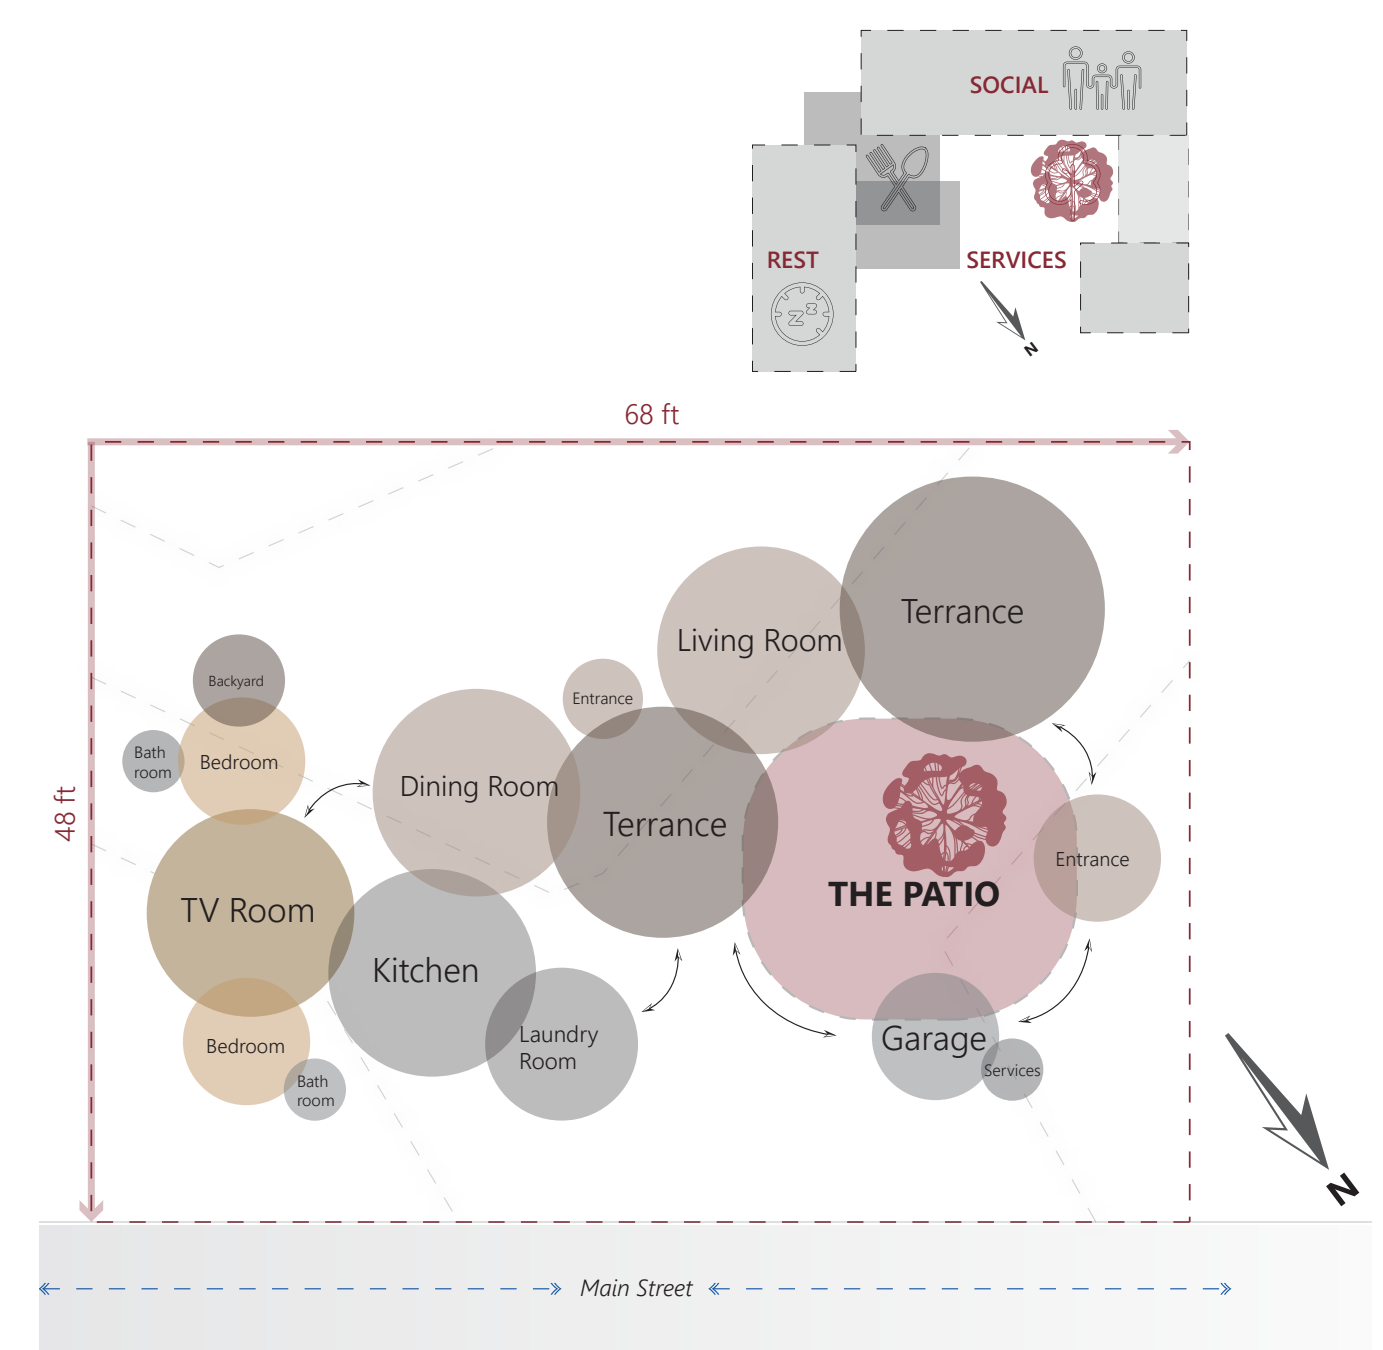 SOCIAL
REST
z z
SERVICES
N
68 ft
48 ft
Terrance
Living Room
Backyard
Entrance
Bath
room
Bedroom
Dining Room
Terrance
THE PATIO
Entrance
TV Room
Kitchen
Laundry
Room
Garage
Services
Bedroom
Bath
room
N
Main Street